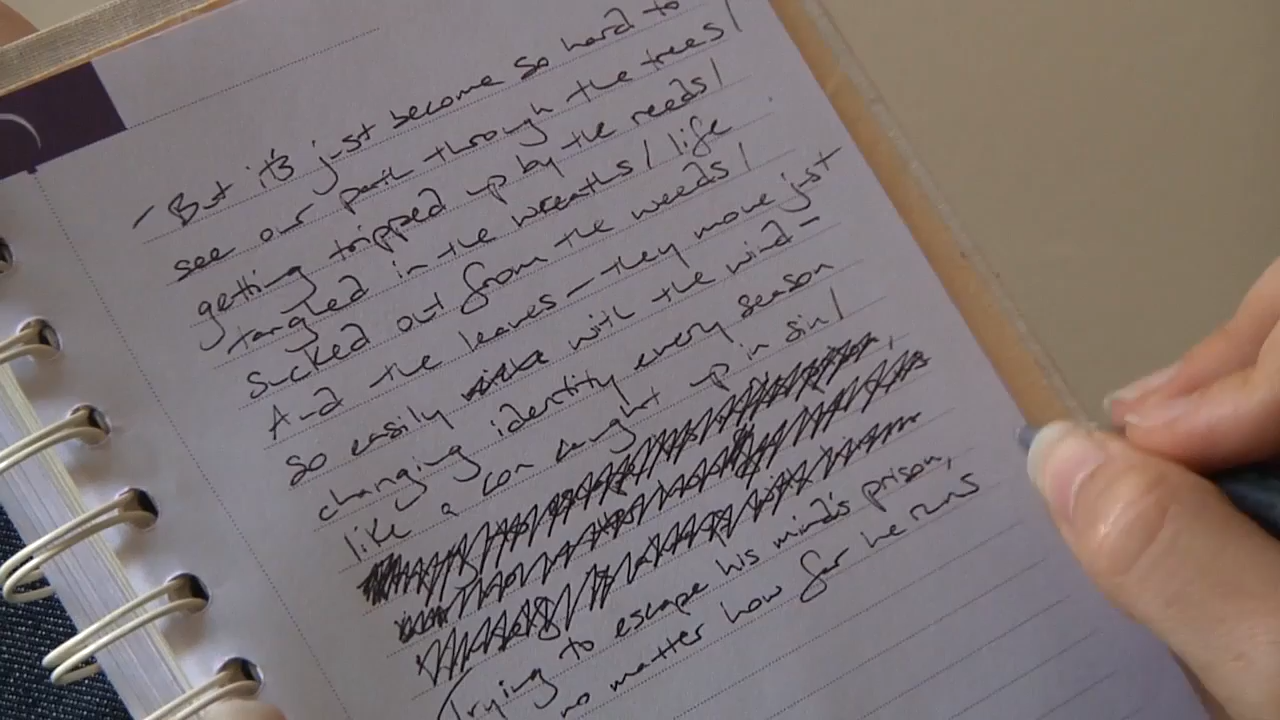 - But it's just become so hard to
see our path through the trees/
getting tripped up by the reeds/
tangled in the wreaths/ life
sucked out from the weeds/
And the leaves - they move just
so easily with the wind -
changing identity every season
like a con caught up in sin/
(Trying to escape his mind's prison,
no matter how far he runs